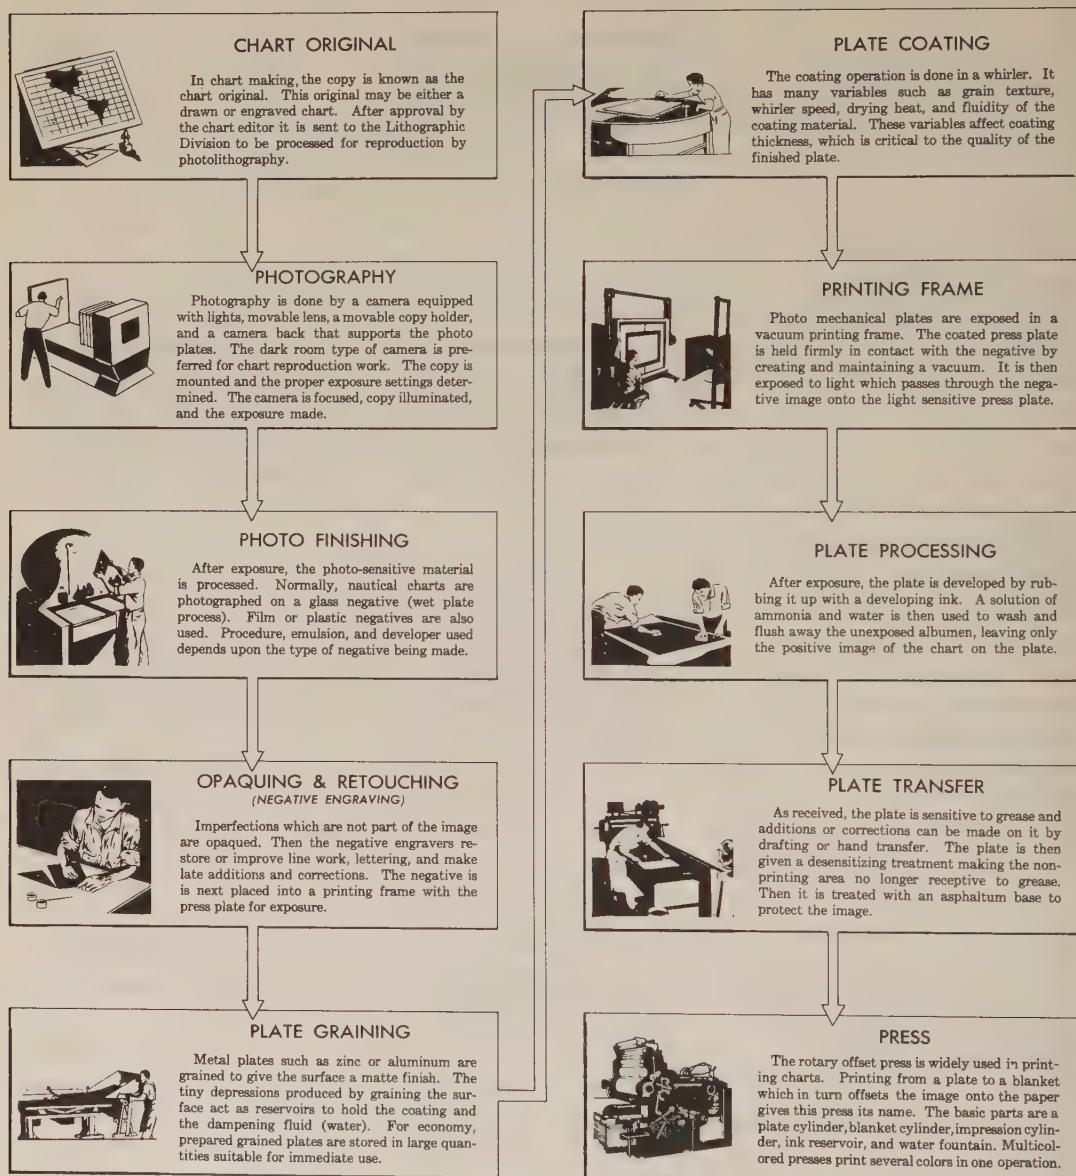 CHART ORIGINAL
In chart making, the copy is known as the
chart original. This original may be either a
drawn or engraved chart. After approval by
the chart editor it is sent to the Lithographic
Division to be processed for reproduction by
photolithography.
PHOTOGRAPHY
Photography is done by a camera equipped
with lights, movable lens, a movable copy holder,
and a camera back that supports the photo
plates. The dark room type of camera is pre-
ferred for chart reproduction work. The copy is
mounted and the proper exposure settings deter-
mined. The camera is focused, copy illuminated,
and the exposure made.
PHOTO FINISHING
After exposure, the photo-sensitive material
is processed. Normally, nautical charts are
photographed on a glass negative (wet plate
process). Film or plastic negatives are also
used. Procedure, emulsion, and developer used
depends upon the type of negative being made.
OPAQUING & RETOUCHING
(NEGATIVE ENGRAVING)
Imperfections which are not part of the image
are opaqued. Then the negative engravers re-
store or improve line work, lettering, and make
late additions and corrections. The negative is
is next placed into a printing frame with the
press plate for exposure.
PLATE GRAINING
Metal plates such as zinc or aluminum are
grained to give the surface a matte finish. The
tiny depressions produced by graining the sur-
face act as reservoirs to hold the coating and
the dampening fluid (water). For economy,
prepared grained plates are stored in large quan-
tities suitable for immediate use.
PLATE COATING
The coating operation is done in a whirler. It
has many variables such as grain texture,
whirler speed, drying heat, and fluidity of the
coating material. These variables affect coating
thickness, which is critical to the quality of the
finished plate.
PRINTING FRAME
Photo mechanical plates are exposed in a
vacuum printing frame. The coated press plate
is held firmly in contact with the negative by
creating and maintaining a vacuum. It is then
exposed to light which passes through the nega-
tive image onto the light sensitive press plate.
PLATE PROCESSING
After exposure, the plate is developed by rub-
bing it up with a developing ink. A solution of
ammonia and water is then used to wash and
flush away the unexposed albumen, leaving only
the positive image of the chart on the plate.
PLATE TRANSFER
As received, the plate is sensitive to grease and
additions or corrections can be made on it by
drafting or hand transfer. The plate is then
given a desensitizing treatment making the non-
printing area no longer receptive to grease.
Then it is treated with an asphaltum base to
protect the image.
PRESS
The rotary offset press is widely used in print-
ing charts. Printing from a plate to a blanket
which in turn offsets the image onto the paper
gives this press its name. The basic parts are a
plate cylinder, blanket cylinder, impression cylin-
der, ink reservoir, and water fountain. Multicol-
ored presses print several colors in one operation.